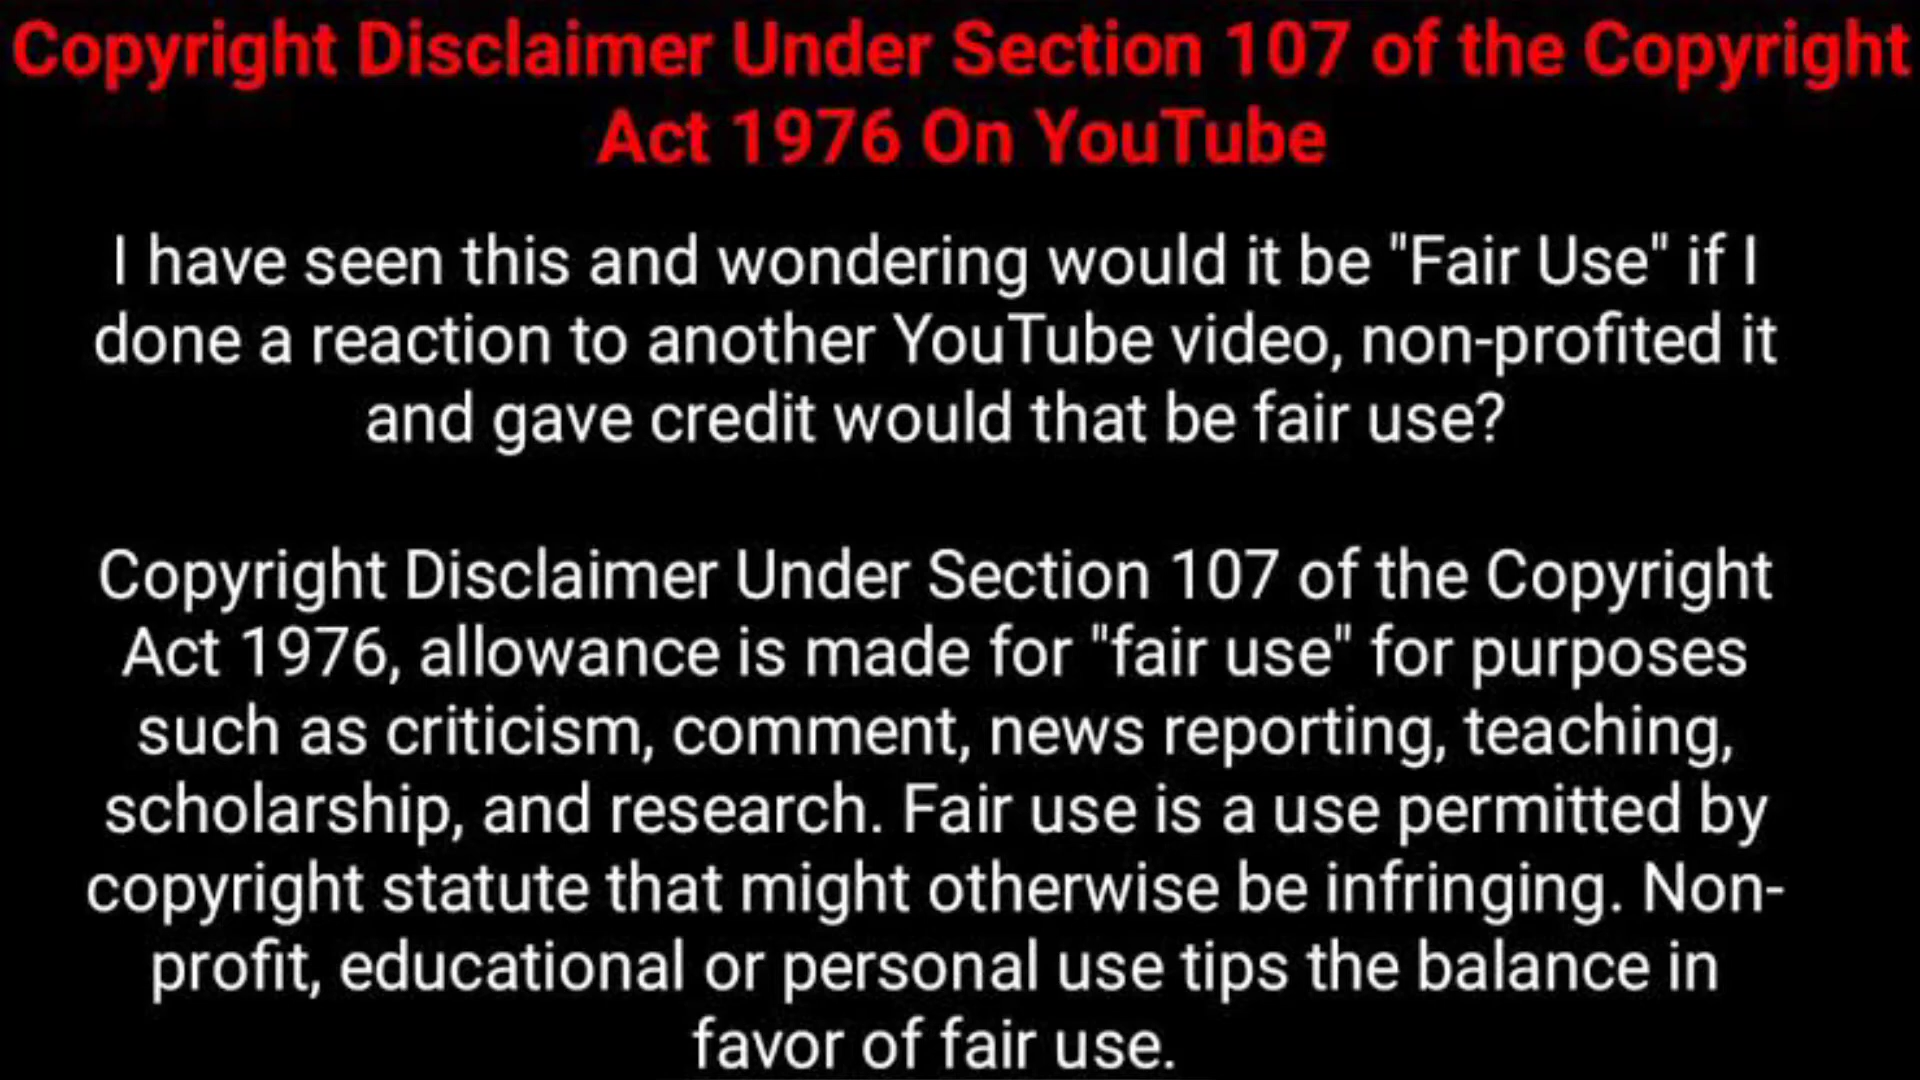 Copyright Disclaimer Under Section 107 of the Copyright
Act 1976 On YouTube
I have seen this and wondering would it be "Fair Use" if I
done a reaction to another YouTube video, non-profited it
and gave credit would that be fair use?
Copyright Disclaimer Under Section 107 of the Copyright
Act 1976, allowance is made for "fair use" for purposes
such as criticism, comment, news reporting, teaching,
scholarship, and research. Fair use is a use permitted by
copyright statute that might otherwise be infringing. Non-
profit, educational or personal use tips the balance in
favor of fair use.